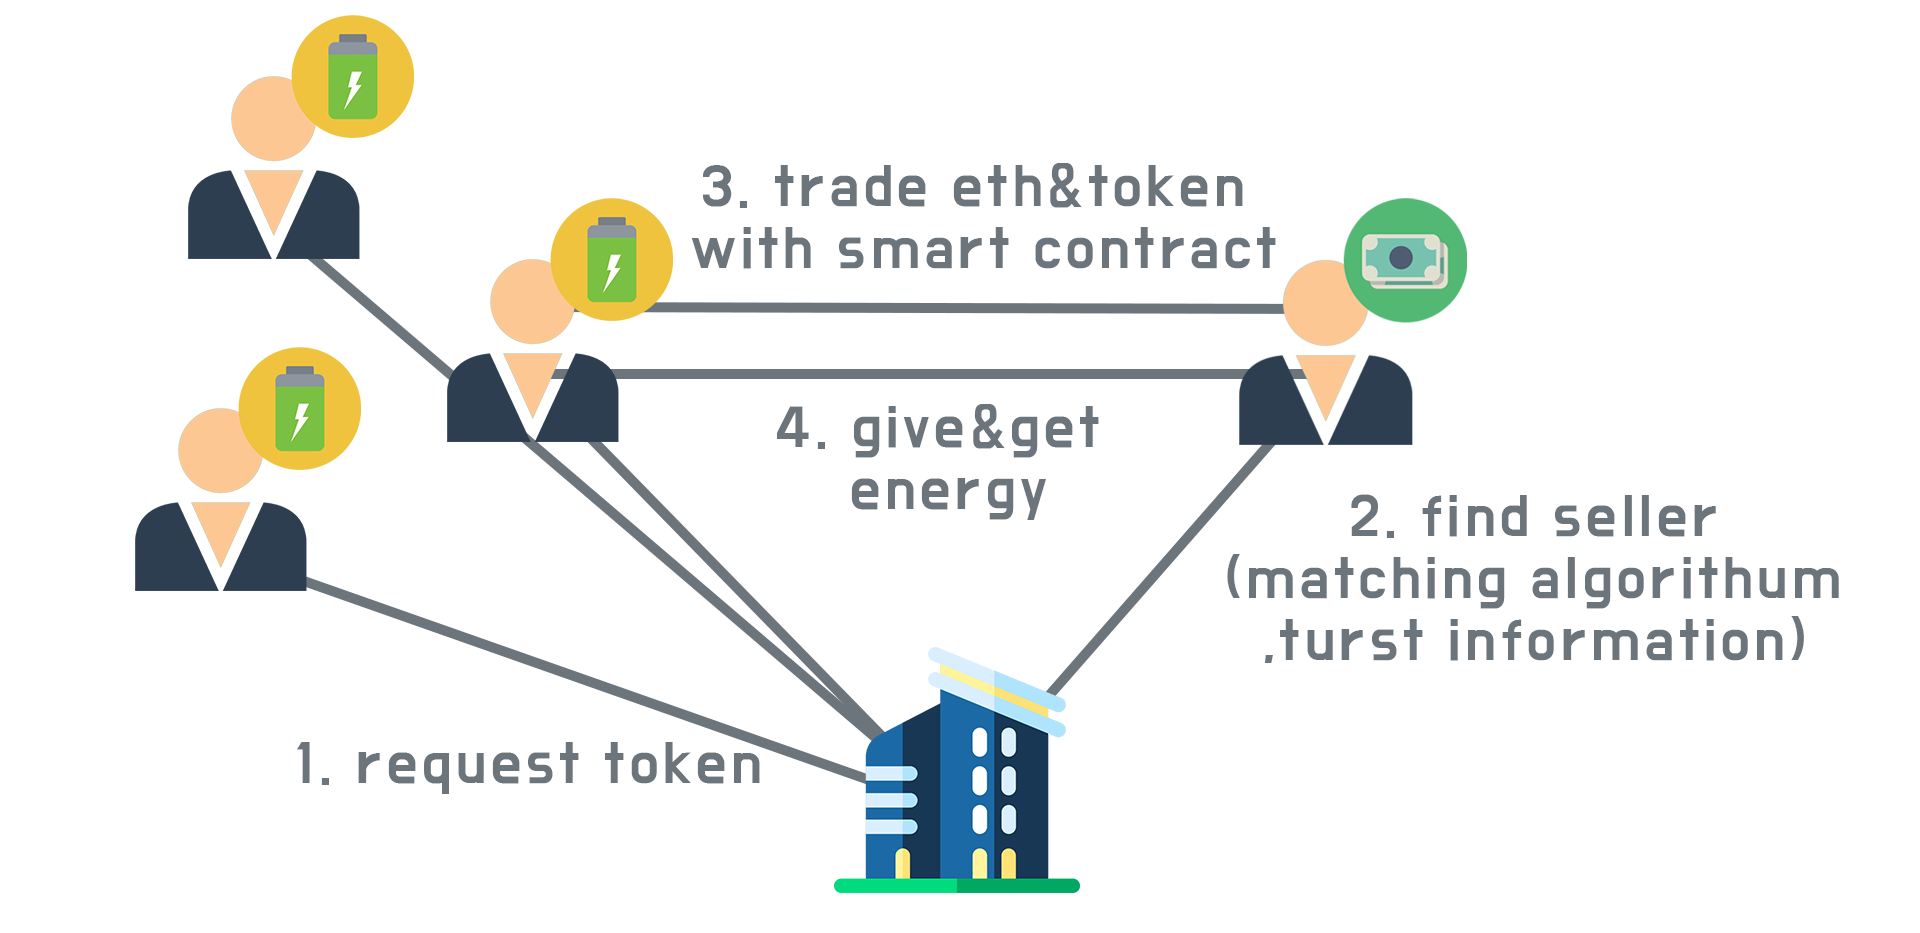 3. trade eth&token
with smart contract
4. give&get
energy
2. find seller
(matching algorithum
,turst information)
1. request token